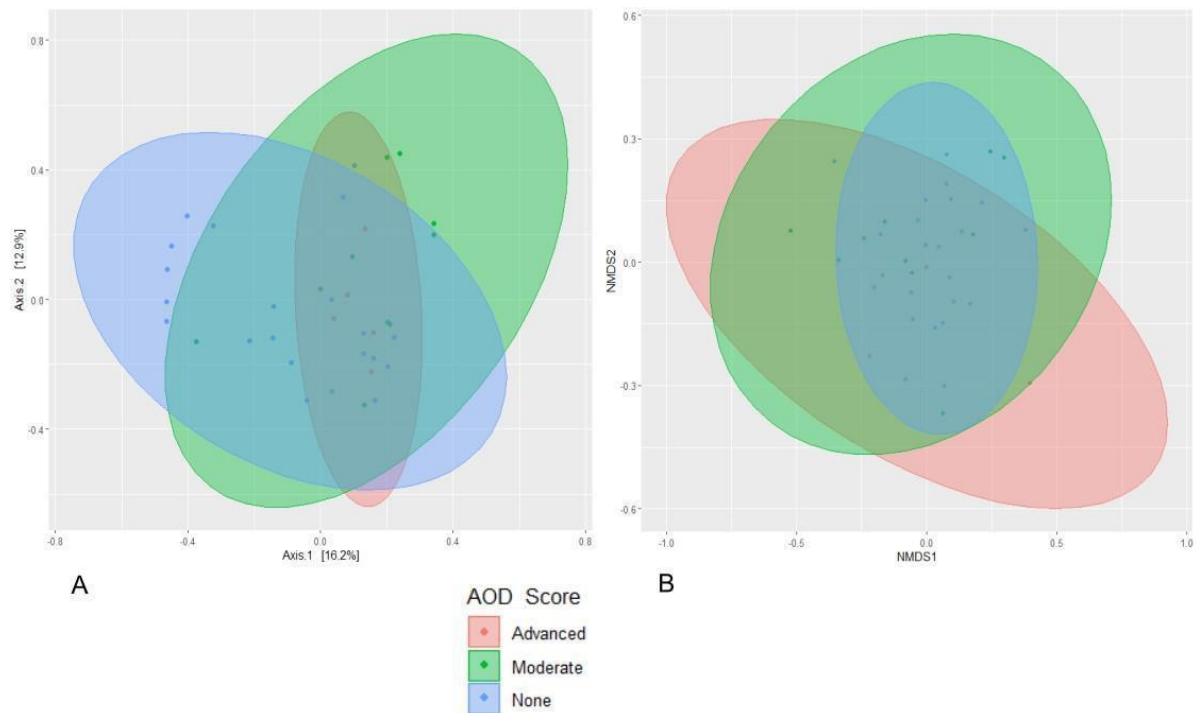 0.8
0.4
0.0
-0.4
Axis.2 [12.9%]
-0.8
-0.4
0.0
0.4
0.8
Axis.1 [16.2%]
A
0.6
0.3
0.0
-0.3
-0.6
NMDS2
-1.0
-0.5
0.0
0.5
1.0
NMDS1
B
AOD Score
Advanced
Moderate
None